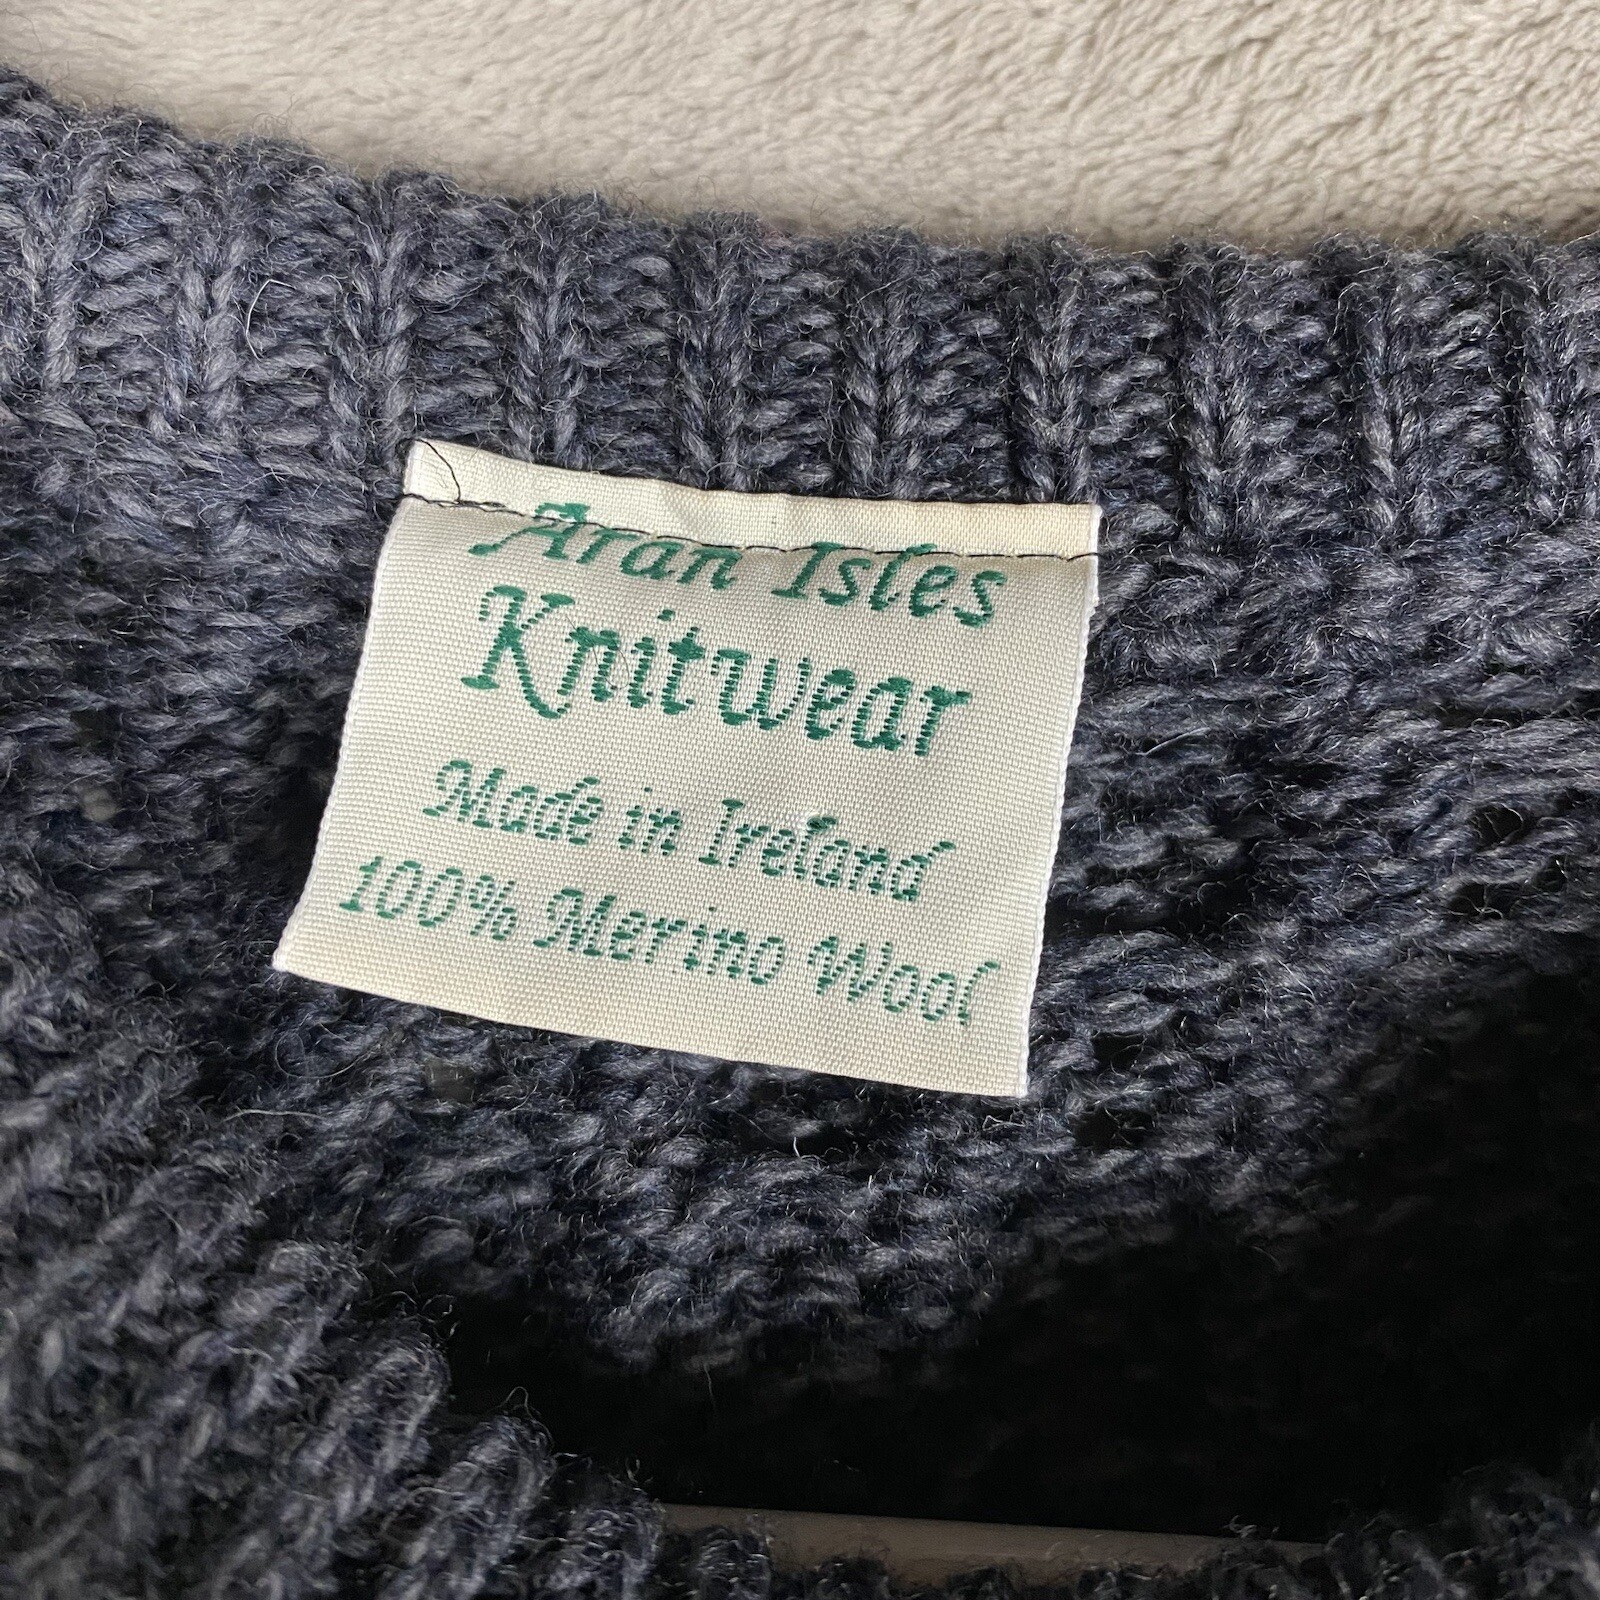 Aran Isles
Knitwear
Made in Ireland
100% Merino Wool